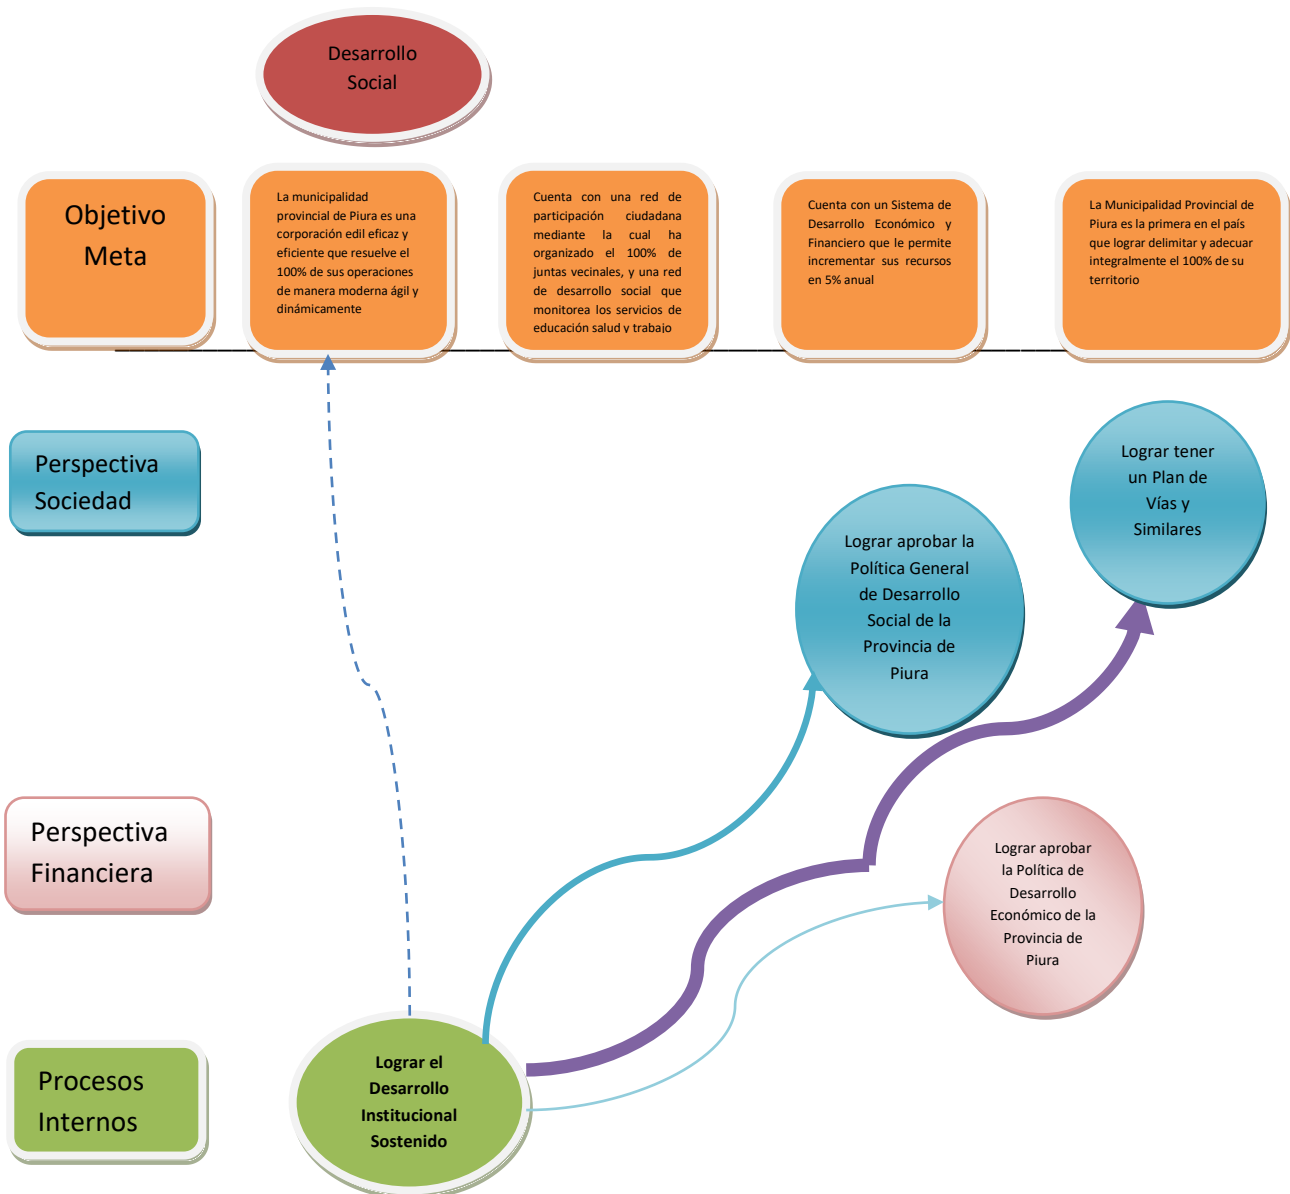 Desarrollo
Social
Objetivo
Meta
La municipalidad
provincial de Piura es una
corporación edil eficaz y
eficiente que resuelve el
100% de sus operaciones
de manera moderna ágil y
dinámicamente
Cuenta con una red de
participación ciudadana
mediante la cual ha
organizado el 100% de
juntas vecinales, y una red
de desarrollo social que
monitorea los servicios de
educación salud y trabajo
Cuenta con un Sistema de
Desarrollo Económico y
Financiero que le permite
incrementar sus recursos
en 5% anual
La Municipalidad Provincial de
Piura es la primera en el país
que lograr delimitar y adecuar
integralmente el 100% de su
territorio
Perspectiva
Sociedad
Lograr aprobar la
Política General
de Desarrollo
Social de la
Provincia de
Piura
Lograr tener
un Plan de
Vías y
Similares
Perspectiva
Financiera
Lograr aprobar
la Política de
Desarrollo
Económico de la
Provincia de
Piura
Procesos
Internos
Lograr el
Desarrollo
Institucional
Sostenido